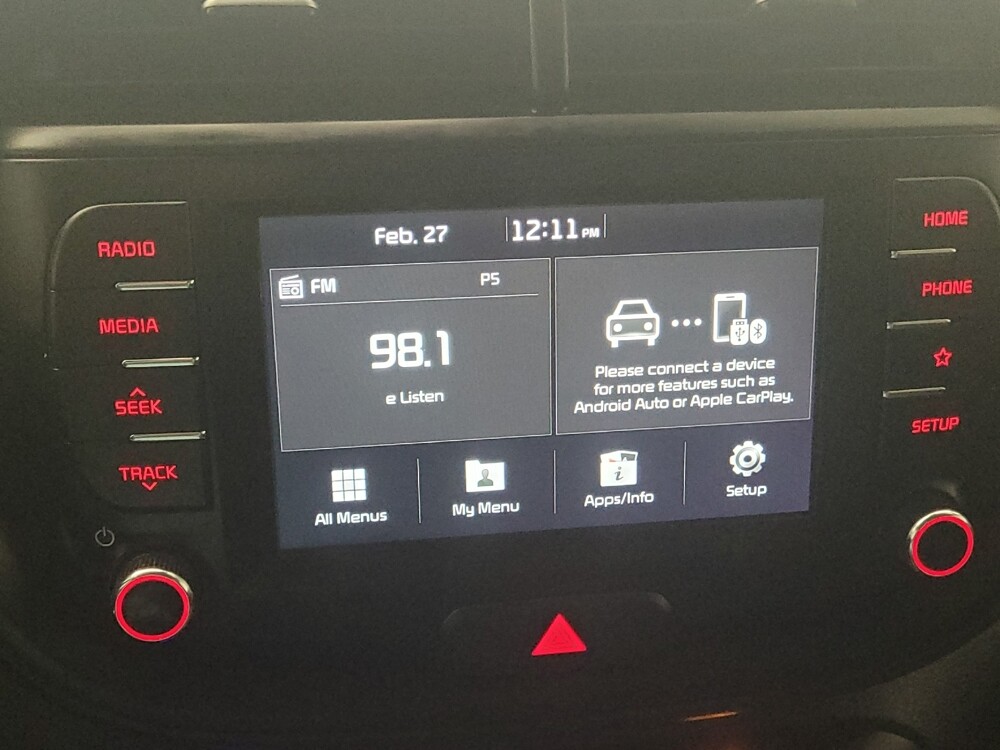 RADIO
MEDIA
SEEK
TRACK
Feb. 27
12:11 PM
FM
P5
98.1
e Listen
Please connect a device
for more features such as
Android Auto or Apple CarPlay.
All Menus
My Menu
Apps/Info
Setup
HOME
PHONE
SETUP